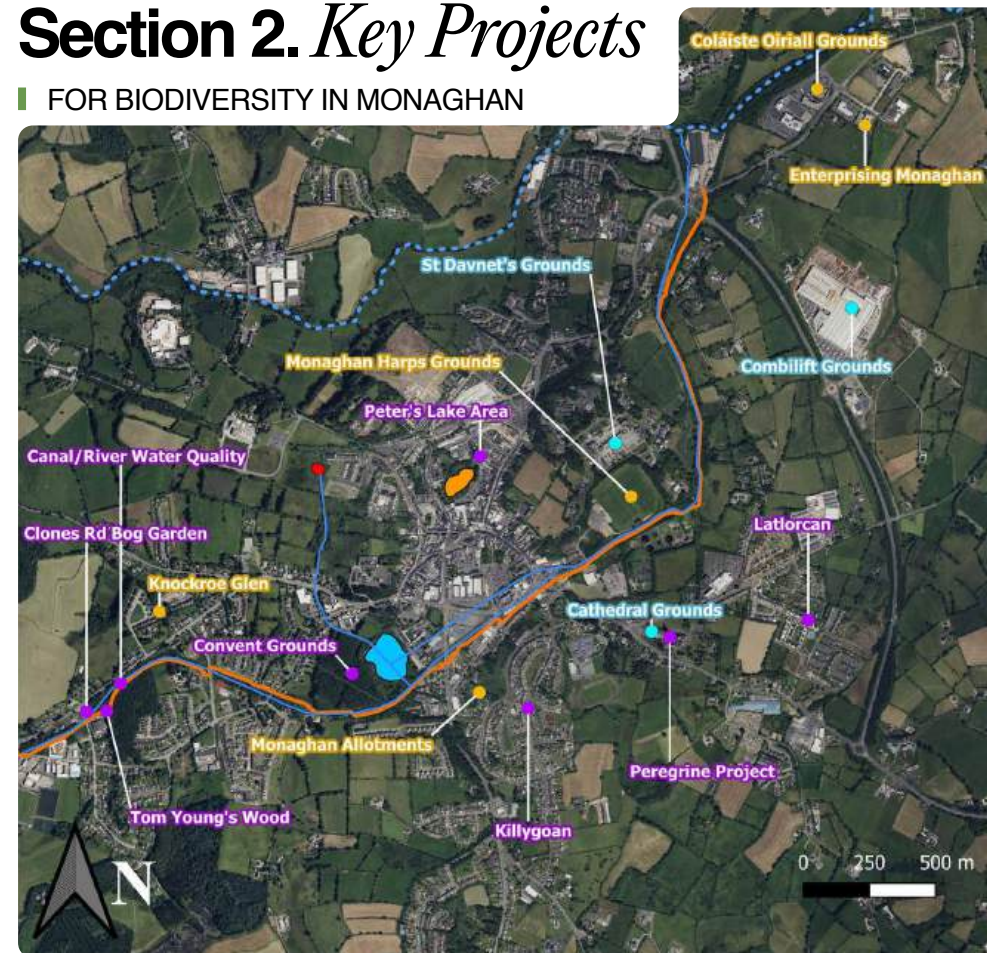 Section 2. Key Projects
FOR BIODIVERSITY IN MONAGHAN
Coláiste Oiriall Grounds
Enterprising Monaghan
St Davnet's Grounds
Monaghan Harps Grounds
Combilift Grounds
Peter's Lake Area
Canal/River Water Quality
Clones Rd Bog Garden
Latlorcan
Knockroe Glen
Cathedral Grounds
Convent Grounds
Monaghan Allotments
Peregrine Project
Tom Young's Wood
Killygoan
N
0 250 500 m